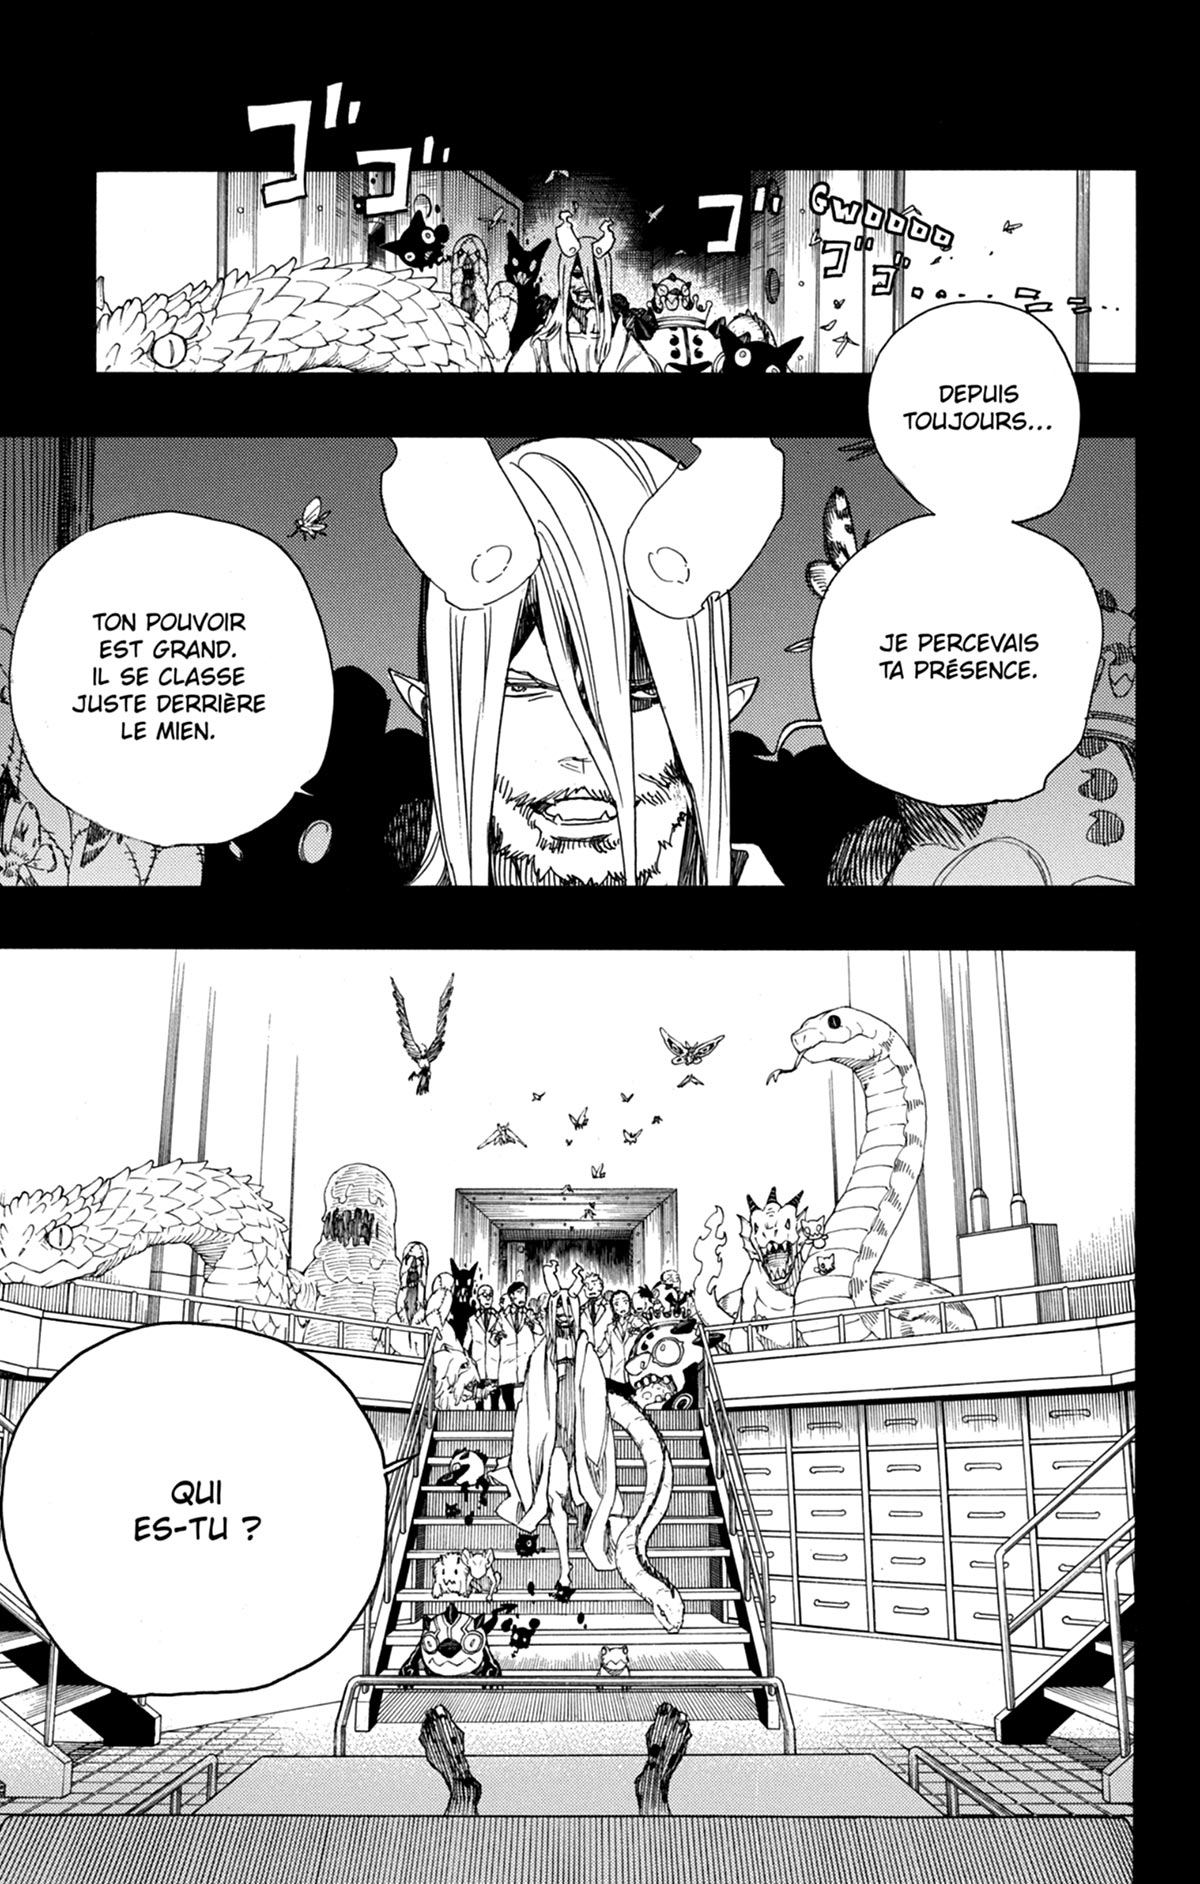 ゴ゛
ゴ゛
ゴ゛
GWOOOO
ゴ゛
ゴ゛
DEPUIS
TOUJOURS...
JE PERCEVAIS
TA PRÉSENCE.
TON POUVOIR
EST GRAND.
IL SE CLASSE
JUSTE DERRIÈRE
LE MIEN.
QUI
ES-TU ?